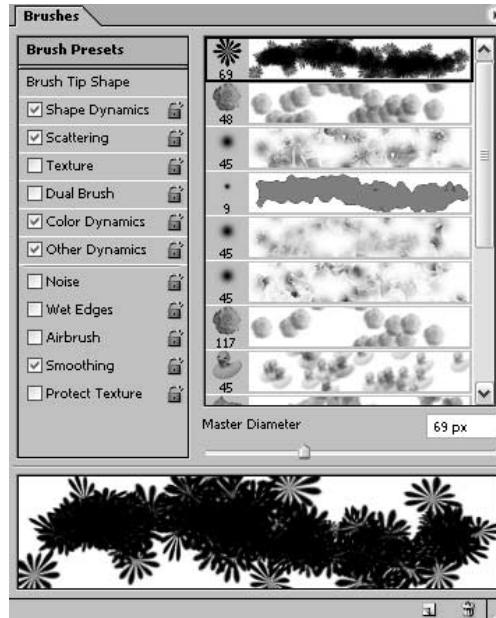 Brushes
Brush Presets
Brush Tip Shape
Shape Dynamics
Scattering
Texture
Dual Brush
Color Dynamics
Other Dynamics
Noise
Wet Edges
Airbrush
Smoothing
Protect Texture
69
48
45
9
45
45
117
45
Master Diameter
69 px